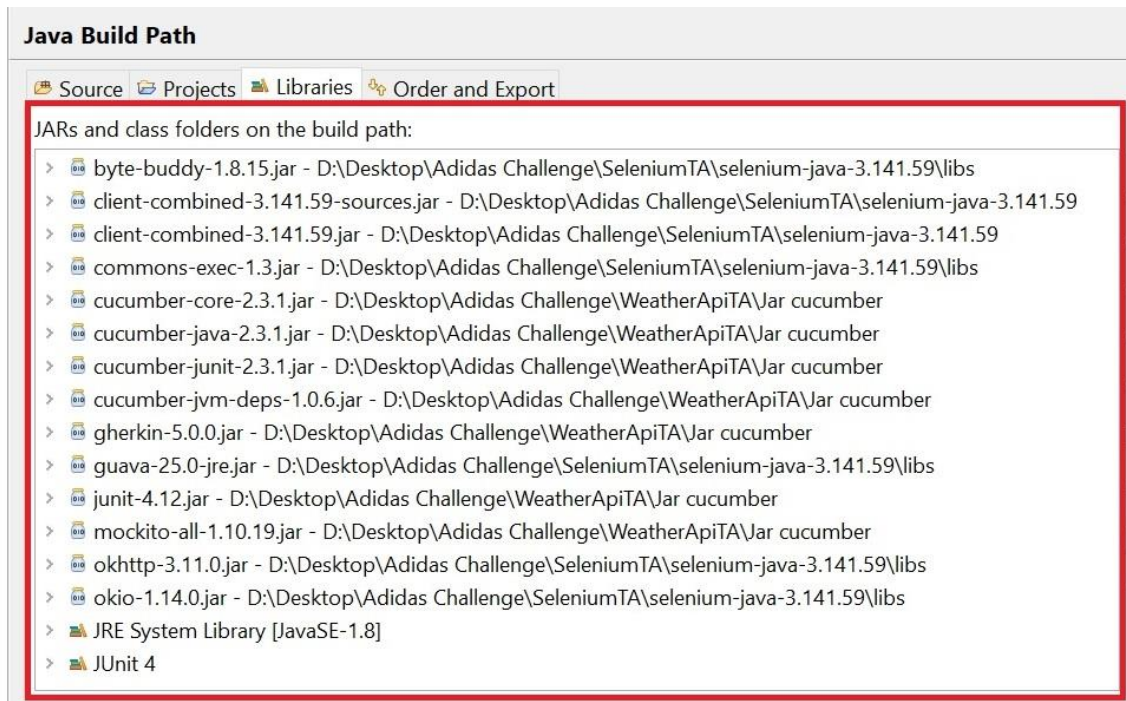 Java Build Path
Source Projects Libraries Order and Export
JARs and class folders on the build path:
byte-buddy-1.8.15.jar - D:\Desktop\Adidas Challenge\SeleniumTA\selenium-java-3.141.59\libs
client-combined-3.141.59-sources.jar - D:\Desktop\Adidas Challenge\SeleniumTA\selenium-java-3.141.59
client-combined-3.141.59.jar - D:\Desktop\Adidas Challenge\SeleniumTA\selenium-java-3.141.59
commons-exec-1.3.jar - D:\Desktop\Adidas Challenge\SeleniumTA\selenium-java-3.141.59\libs
cucumber-core-2.3.1.jar - D:\Desktop\Adidas Challenge\WeatherApiTA\Jar cucumber
cucumber-java-2.3.1.jar - D:\Desktop\Adidas Challenge\WeatherApiTA\Jar cucumber
cucumber-junit-2.3.1.jar - D:\Desktop\Adidas Challenge\WeatherApiTA\Jar cucumber
cucumber-jvm-deps-1.0.6.jar - D:\Desktop\Adidas Challenge\WeatherApiTA\Jar cucumber
gherkin-5.0.0.jar - D:\Desktop\Adidas Challenge\WeatherApiTA\Jar cucumber
guava-25.0-jre.jar - D:\Desktop\Adidas Challenge\SeleniumTA\selenium-java-3.141.59\libs
junit-4.12.jar - D:\Desktop\Adidas Challenge\WeatherApiTA\Jar cucumber
mockito-all-1.10.19.jar - D:\Desktop\Adidas Challenge\WeatherApiTA\Jar cucumber
okhttp-3.11.0.jar - D:\Desktop\Adidas Challenge\SeleniumTA\selenium-java-3.141.59\libs
okio-1.14.0.jar - D:\Desktop\Adidas Challenge\SeleniumTA\selenium-java-3.141.59\libs
JRE System Library [JavaSE-1.8]
JUnit 4